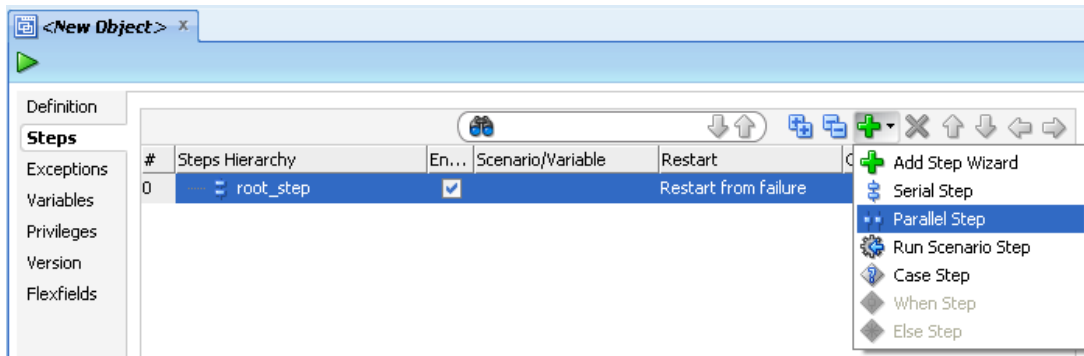 <New Object> x
Definition
Steps
Exceptions
Variables
Privileges
Version
Flexfields
# Steps Hierarchy En... Scenario/Variable Restart
0 root_step Restart from failure
Add Step Wizard
Serial Step
Parallel Step
Run Scenario Step
Case Step
When Step
Else Step